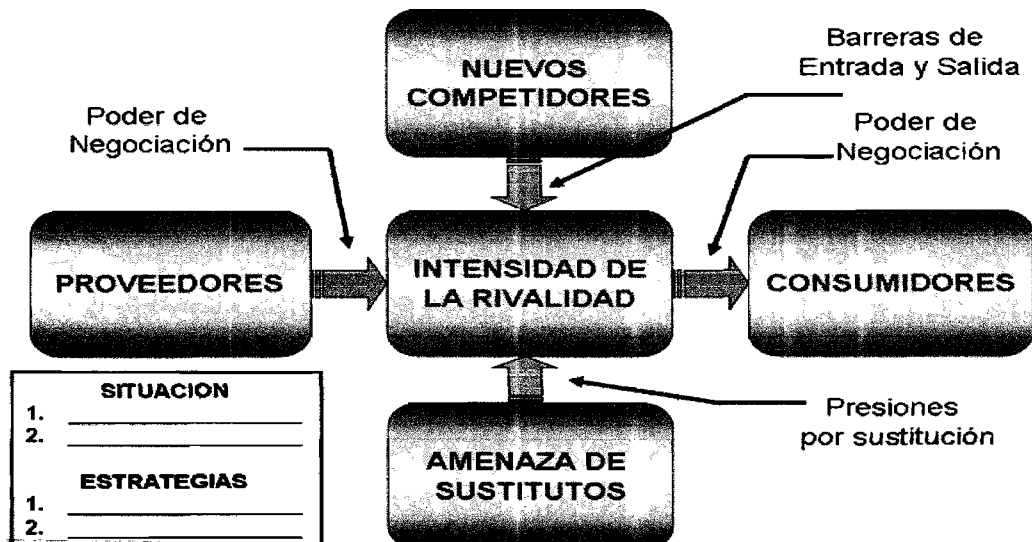 NUEVOS
COMPETIDORES
Barreras de
Entrada y Salida
Poder de
Negociación
Poder de
Negociación
PROVEEDORES
INTENSIDAD DE
LA RIVALIDAD
CONSUMIDORES
SITUACION
1.
2.
ESTRATEGIAS
1.
2.
AMENAZA DE
SUSTITUTOS
Presiones
por sustitución